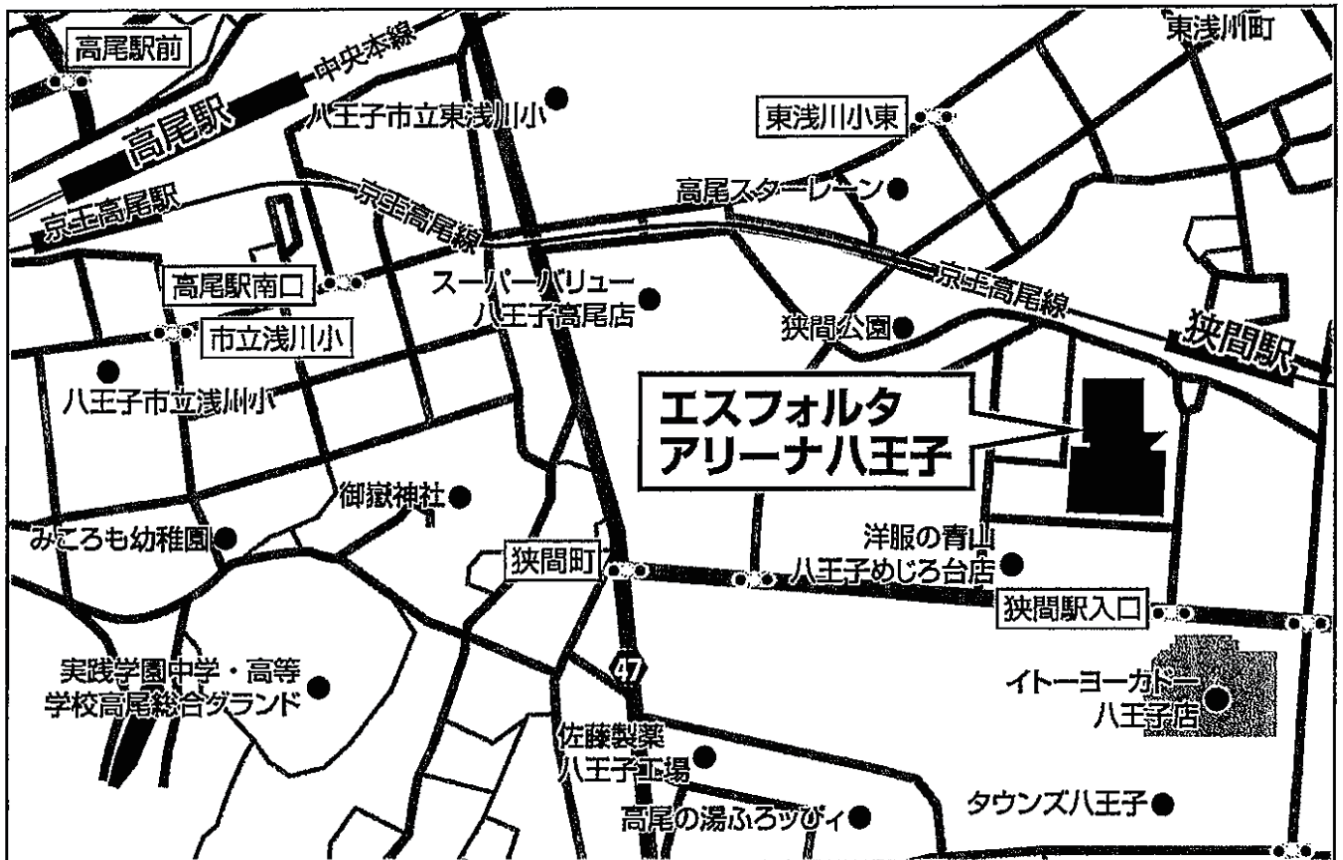 高尾駅前
中央本線
東浅川町
高尾駅
八王子市立東浅川小
東浅川小東
京王高尾駅
京王高尾線
高尾スターレーン
高尾駅南口
スーパーバリュー
八王子高尾店
京王高尾線
市立浅川小
狭間公園
狭間駅
八王子市立浅川小
エスフォルタ
アリーナ八王子
御嶽神社
みころも幼稚園
狭間町
洋服の青山
八王子めじろ台店
狭間駅入口
47
実践学園中学・高等
学校高尾総合グランド
イトーヨーカドー
八王子店
佐藤製薬
八王子工場
高尾の湯ふろッぴィ
タウンズ八王子